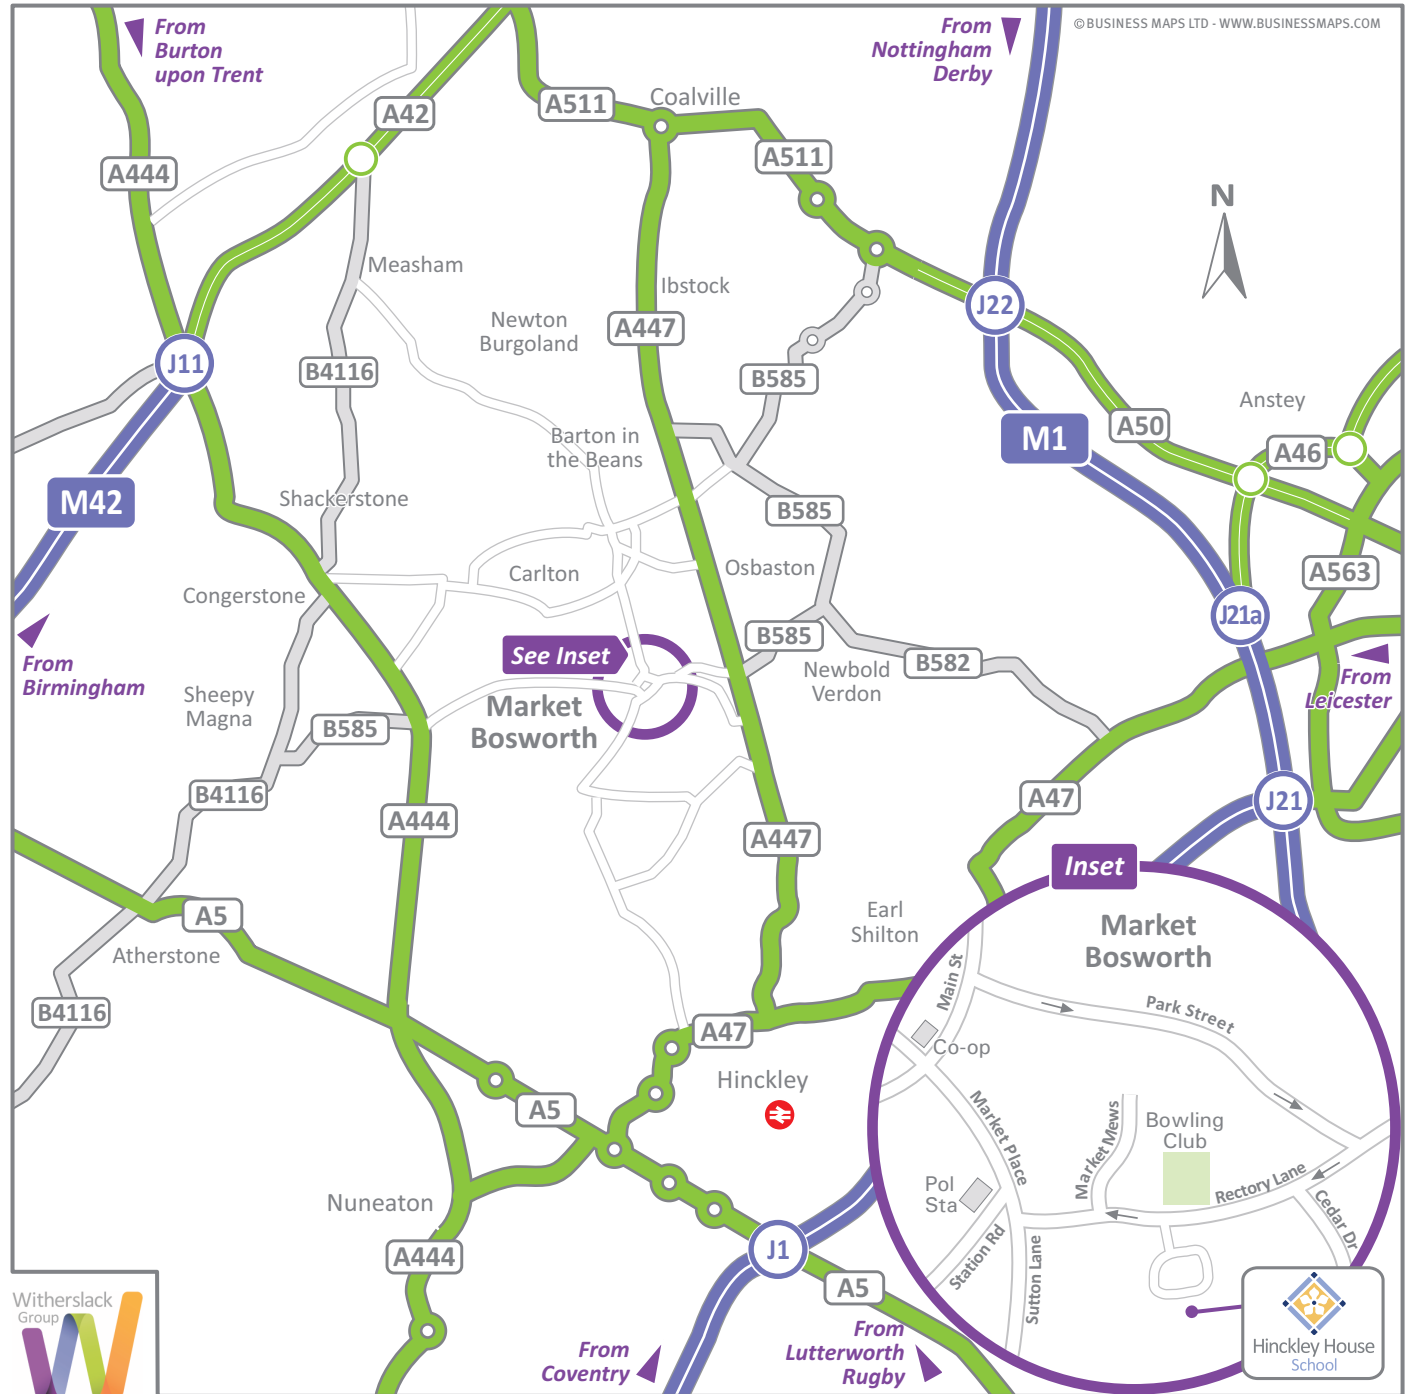 From
Burton
upon Trent
From
Nottingham
Derby
© BUSINESS MAPS LTD - WWW.BUSINESSMAPS.COM
A42
A511
Coalville
A511
A444
N
Measham
Ibstock
J22
Newton
Burgoland
A447
J11
B4116
B585
Anstey
A50
M1
A46
Barton in
the Beans
M42
Shackerstone
B585
Osbaston
Carlton
A563
Congerstone
J21a
B585
See Inset
Newbold
Verdon
B582
From
Birmingham
From
Leicester
Sheepy
Magna
Market
Bosworth
B585
B4116
A47
J21
A444
A447
Inset
A5
Earl
Shilton
Market
Bosworth
Atherstone
Main St
Park Street
B4116
A47
Co-op
Hinckley
A5
Market Place
Market Mews
Bowling
Club
Pol
Sta
Rectory Lane
Cedar Dr
Nuneaton
A444
J1
Station Rd
Sutton Lane
A5
Witherslack
Group
From
Coventry
From
Lutterworth
Rugby
Hinckley House
School